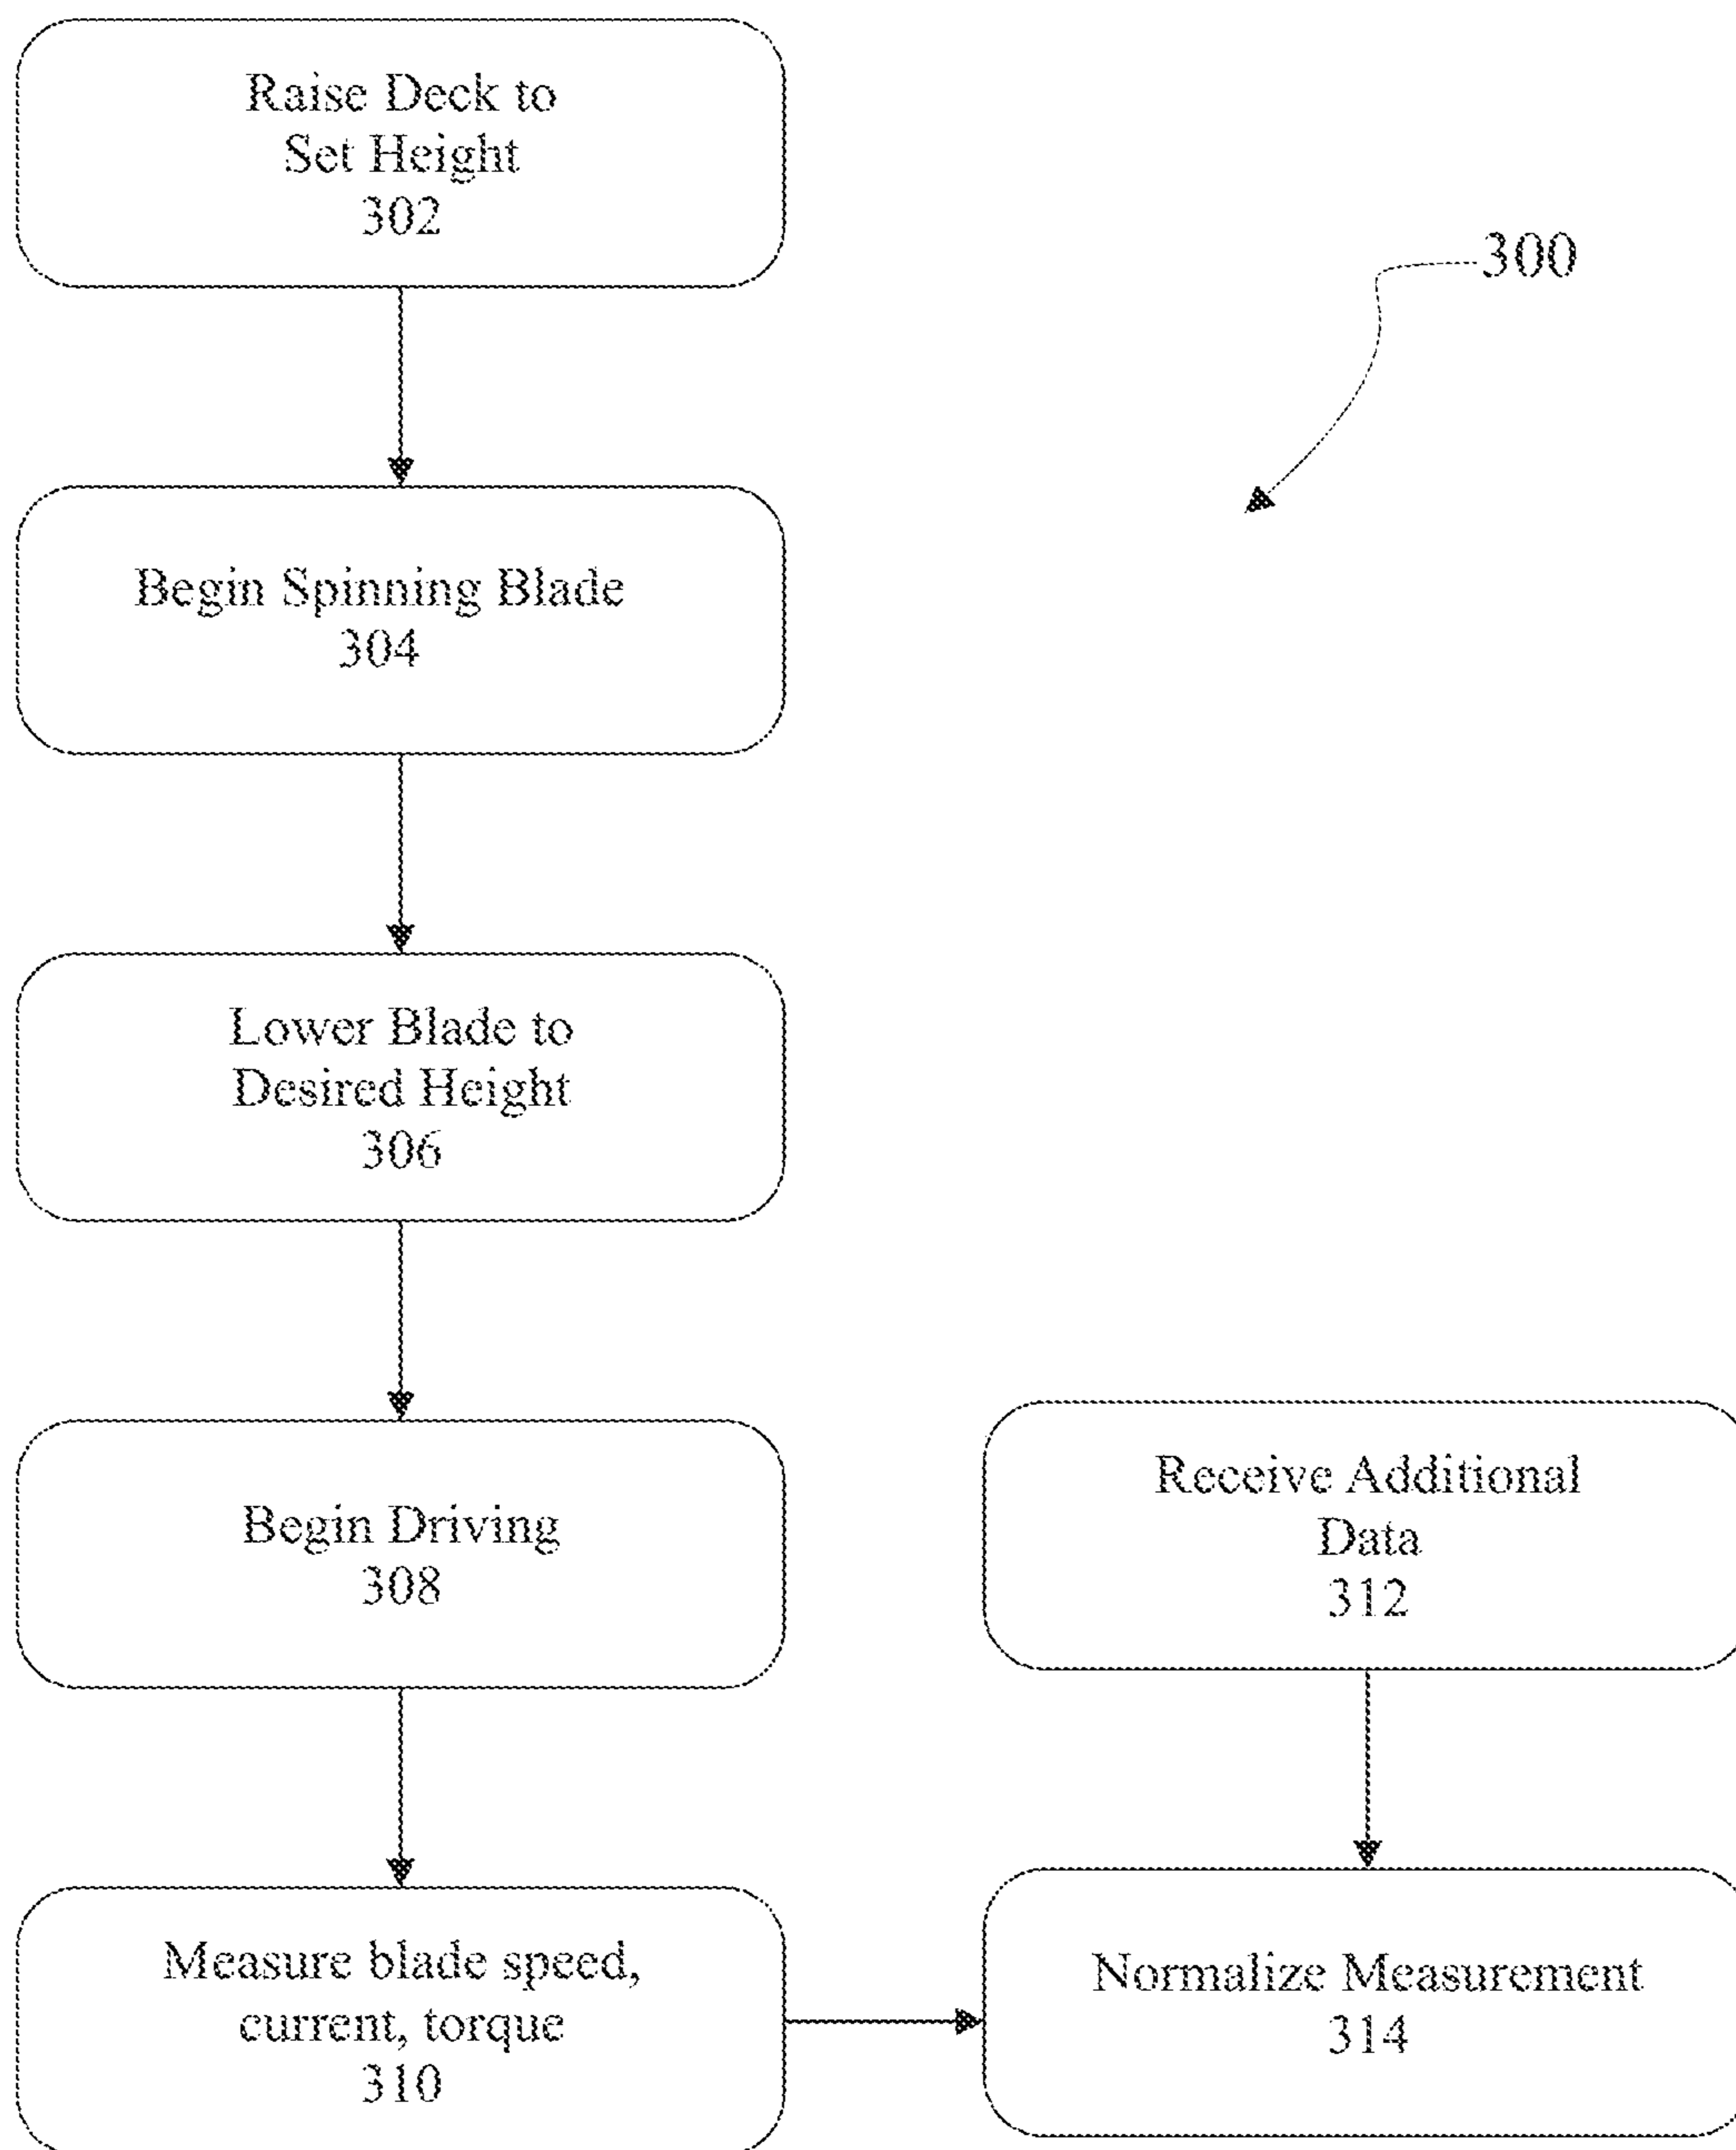 Raise Deck to
Set Height
302
300
Begin Spinning Blade
304
Lower Blade to
Desired Height
306
Begin Driving
308
Receive Additional
Data
312
Measure blade speed,
current, torque
310
Normalize Measurement
314